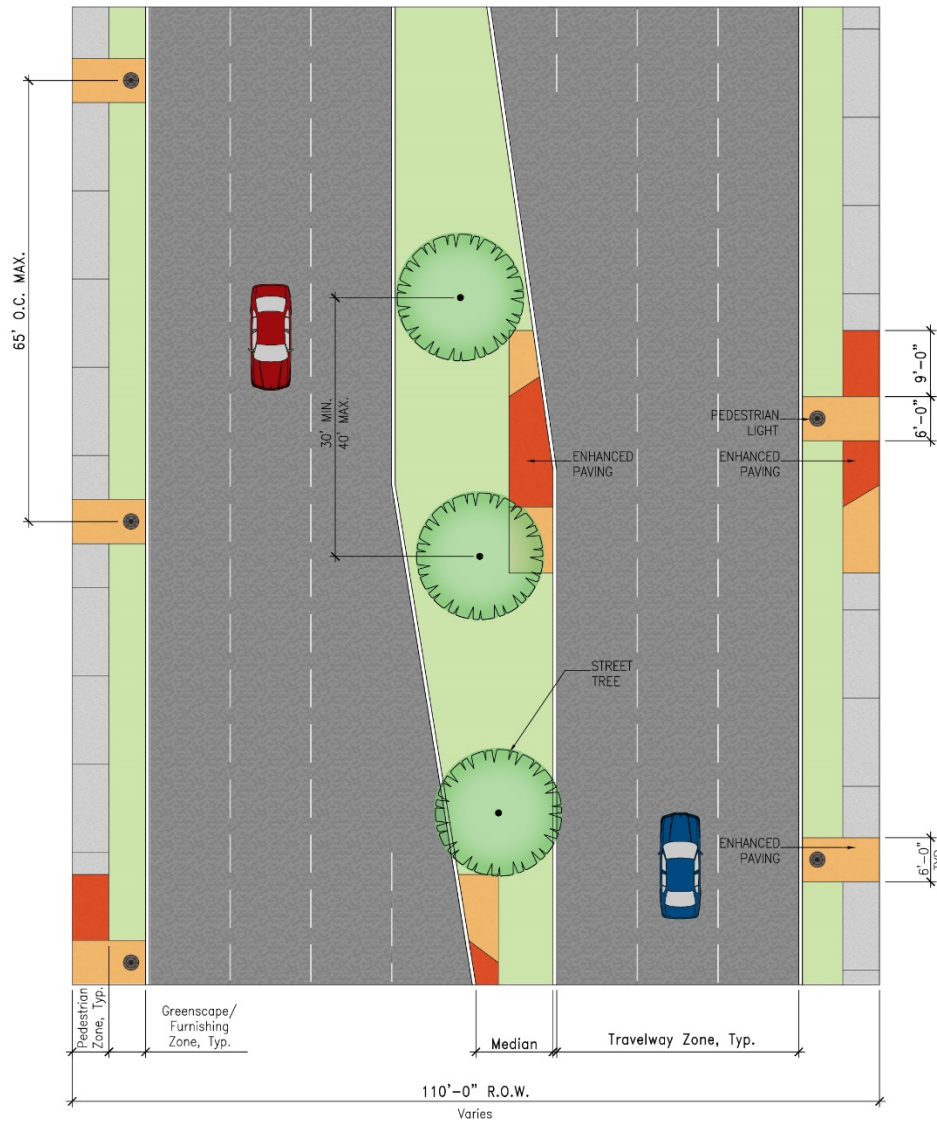 65' O.C. MAX.
30' MIN.
40' MAX.
ENHANCED
PAVING
PEDESTRIAN
LIGHT
ENHANCED
PAVING
9'-0"
6'-0"
STREET
TREE
ENHANCED
PAVING
6'-0"
TYP.
Pedestrian
Zone, Typ.
Greenscape/
Furnishing
Zone, Typ.
Median
Travelway Zone, Typ.
110'-0" R.O.W.
Varies